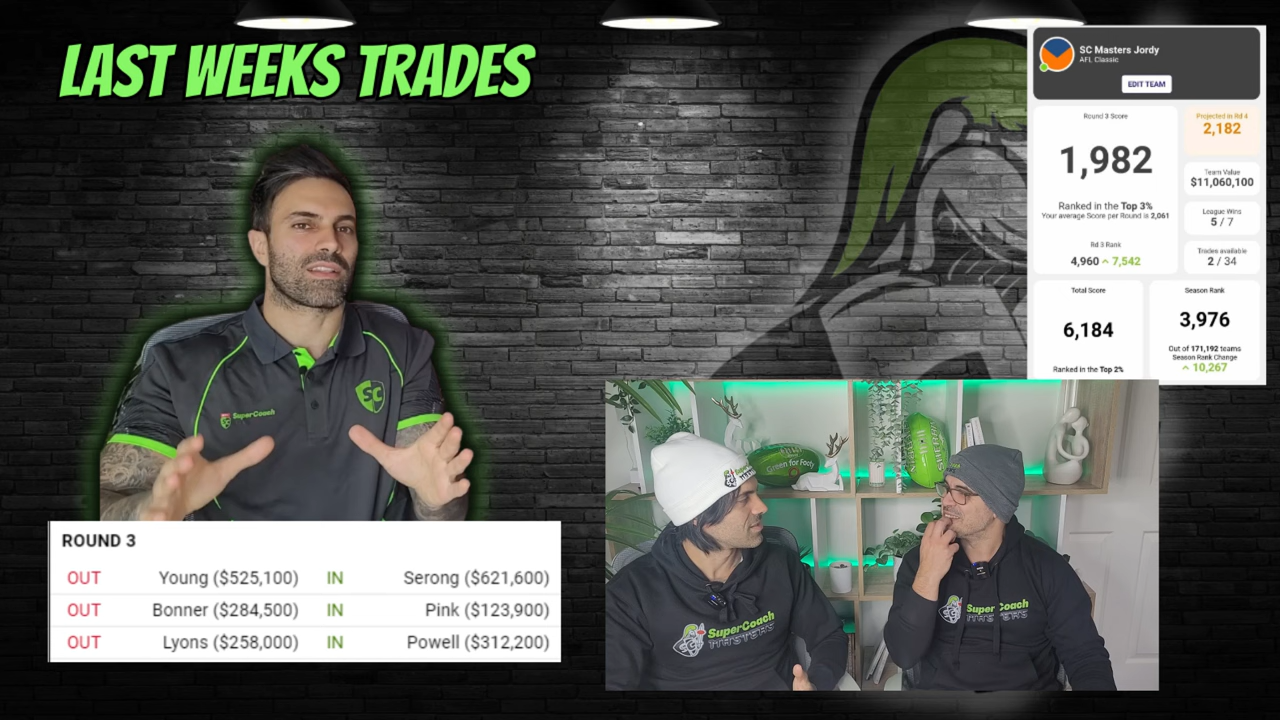 LAST WEEKS TRADES
SC Masters Jordy
AFL Classic
EDIT TEAM
Round 3 Score
1,982
Ranked in the Top 3%
Your average Score per Round is 2,061
Rd 3 Rank
4,960 7,542
Projected in Rd 4
2,182
Team Value
$11,060,100
League Wins
5 / 7
Trades available
2 / 34
Total Score
6,184
Ranked in the Top 2%
Season Rank
3,976
Out of 171,192 teams
Season Rank Change
10,267
SuperCoach
SC
ROUND 3
OUT Young ($525,100) IN Serong ($621,600)
OUT Bonner ($284,500) IN Pink ($123,900)
OUT Lyons ($258,000) IN Powell ($312,200)
Green for Footy
SuperCoach
MASTERS
SuperCoach
MASTERS